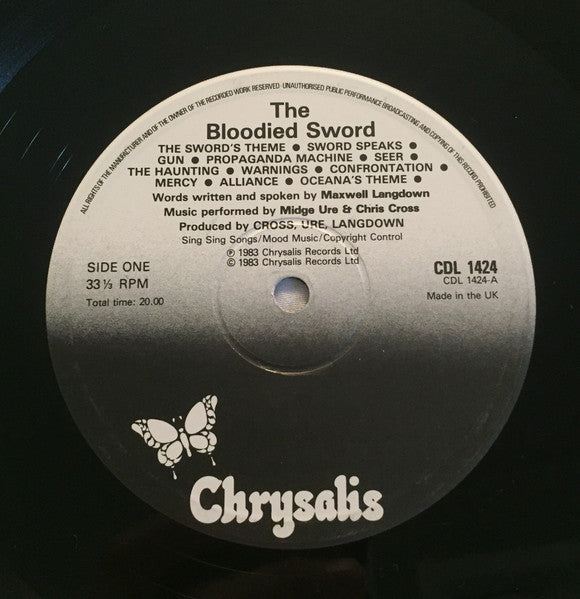 ALL RIGHTS OF THE MANUFACTURER AND OF THE OWNER OF THE RECORDED WORK RESERVED · UNAUTHORISED PUBLIC PERFORMANCE BROADCASTING AND COPYING OF THIS RECORD PROHIBITED
The
Bloodied Sword
THE SWORD'S THEME ● SWORD SPEAKS ●
GUN ● PROPAGANDA MACHINE ● SEER ●
THE HAUNTING ● WARNINGS ● CONFRONTATION ●
MERCY ● ALLIANCE ● OCEANA'S THEME ●
Words written and spoken by Maxwell Langdown
Music performed by Midge Ure & Chris Cross
Produced by CROSS, URE, LANGDOWN
Sing Sing Songs/Mood Music/Copyright Control
℗ 1983 Chrysalis Records Ltd
© 1983 Chrysalis Records Ltd
SIDE ONE
33⅓ RPM
Total time: 20.00
CDL 1424
CDL 1424-A
Made in the UK
Chrysalis